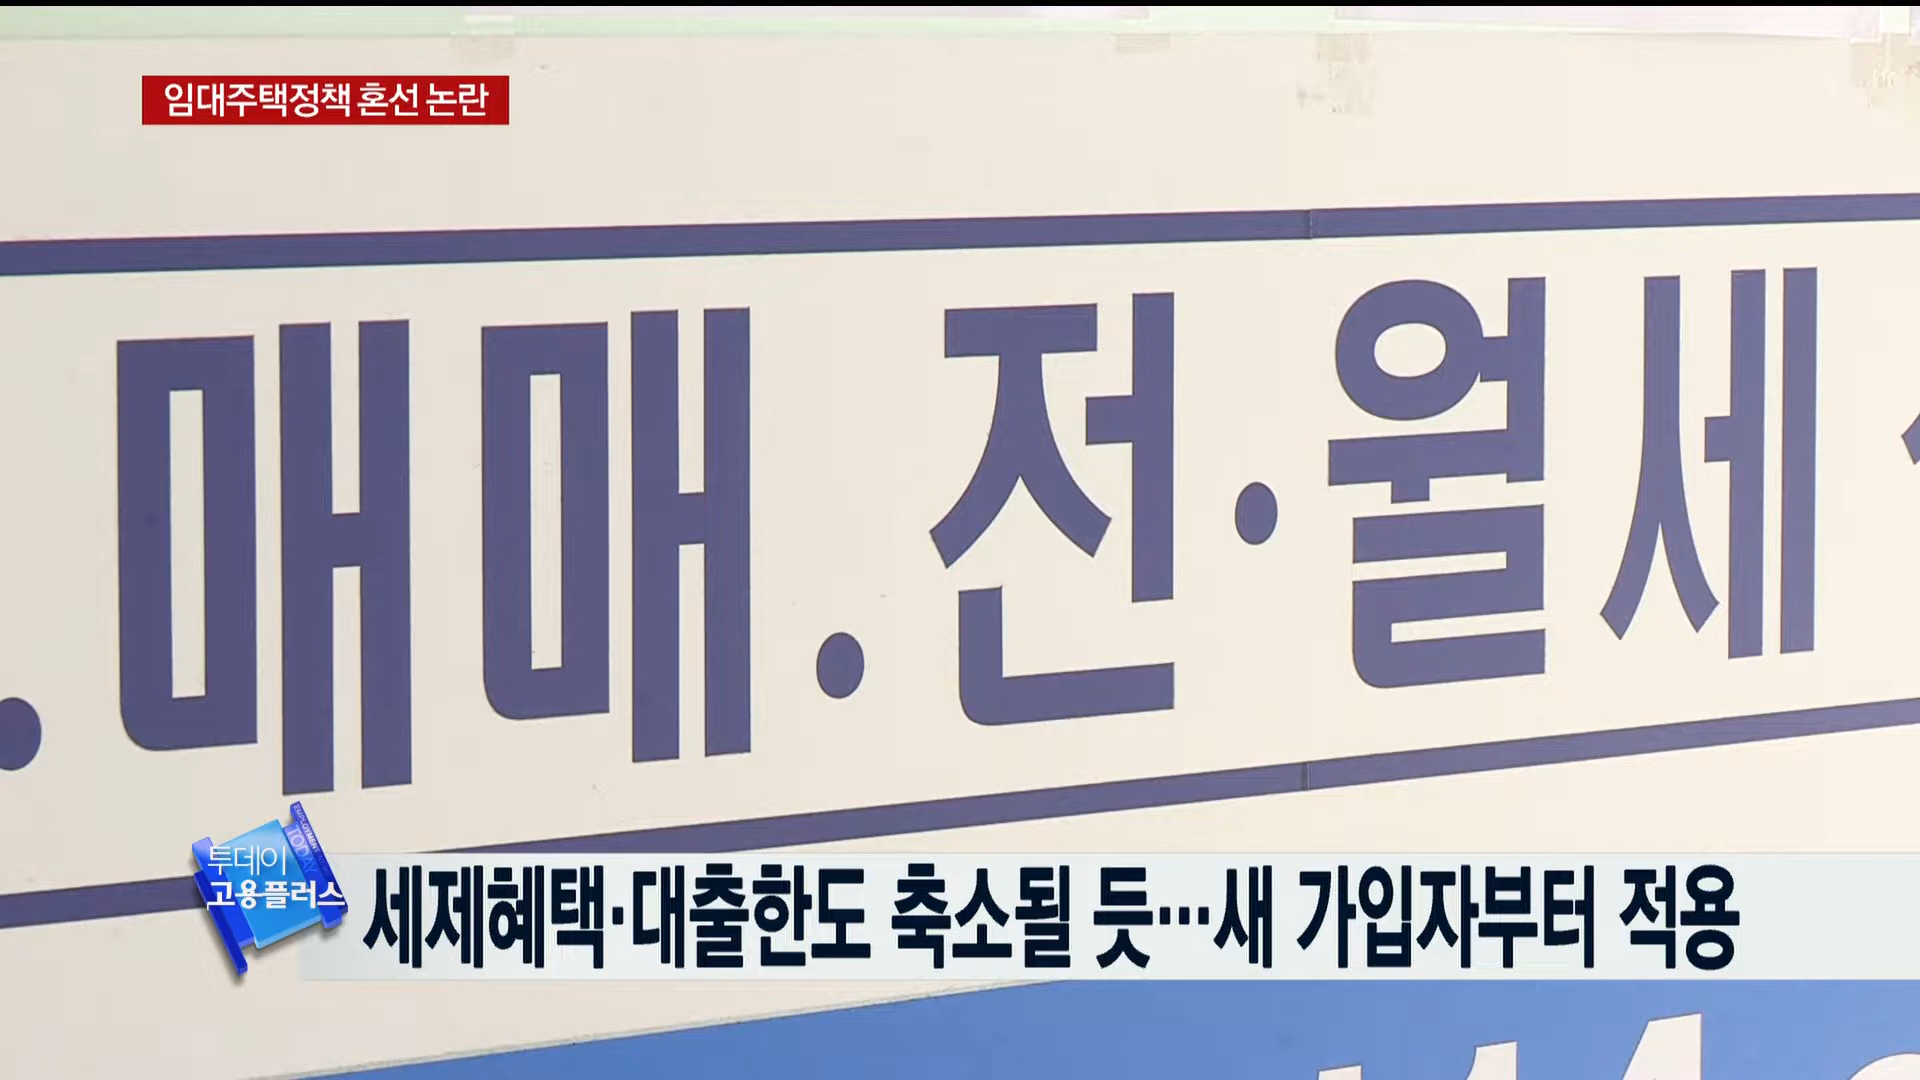 임대주택정책 혼선 논란
. 매매 . 전·월세
EMPLOYMENT
TODAY
투데이
고용플러스
세제혜택·대출한도 축소될 듯…새 가입자부터 적용